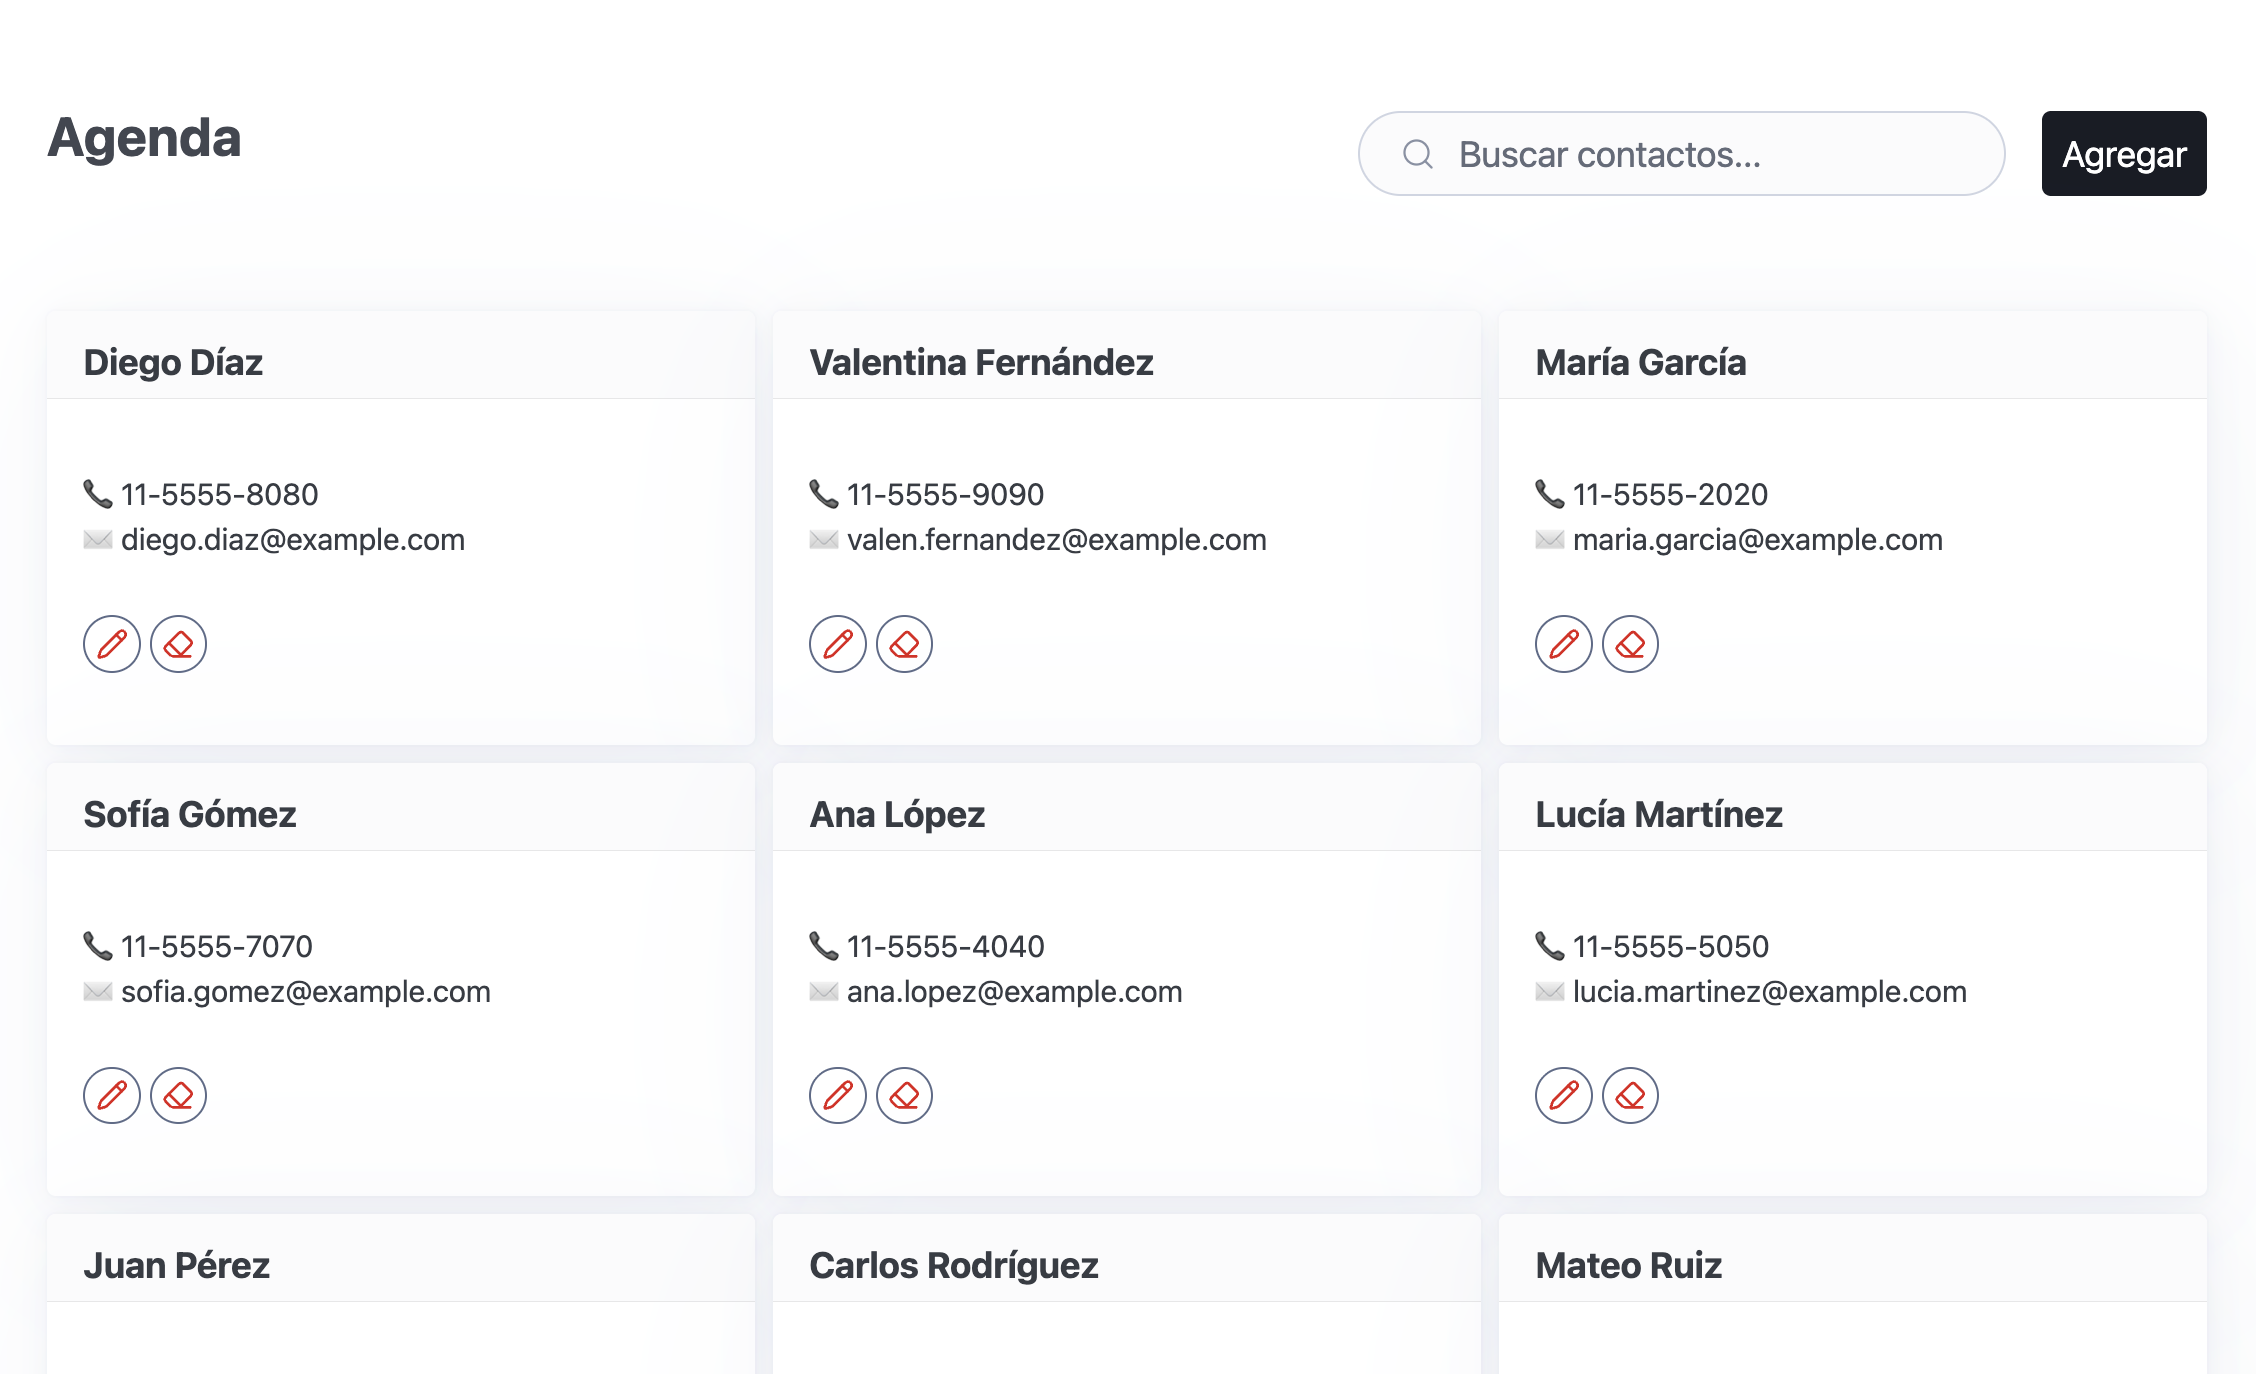 Agenda
Buscar contactos...
Agregar
Diego Díaz
11-5555-8080
diego.diaz@example.com
Valentina Fernández
11-5555-9090
valen.fernandez@example.com
María García
11-5555-2020
maria.garcia@example.com
Sofía Gómez
11-5555-7070
sofia.gomez@example.com
Ana López
11-5555-4040
ana.lopez@example.com
Lucía Martínez
11-5555-5050
lucia.martinez@example.com
Juan Pérez
Carlos Rodríguez
Mateo Ruiz